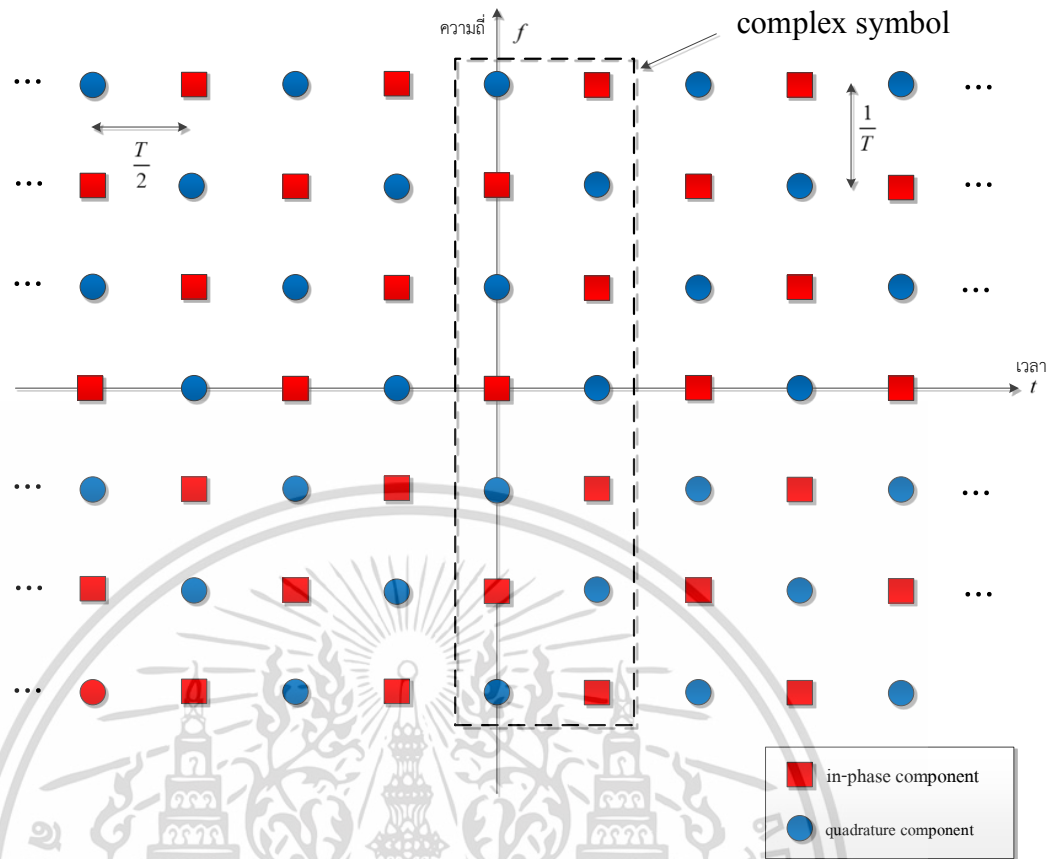 ความถี่ f
complex symbol
...
...
T/2
1/T
...
...
...
...
เวลา
t
...
...
...
...
...
in-phase component
quadrature component